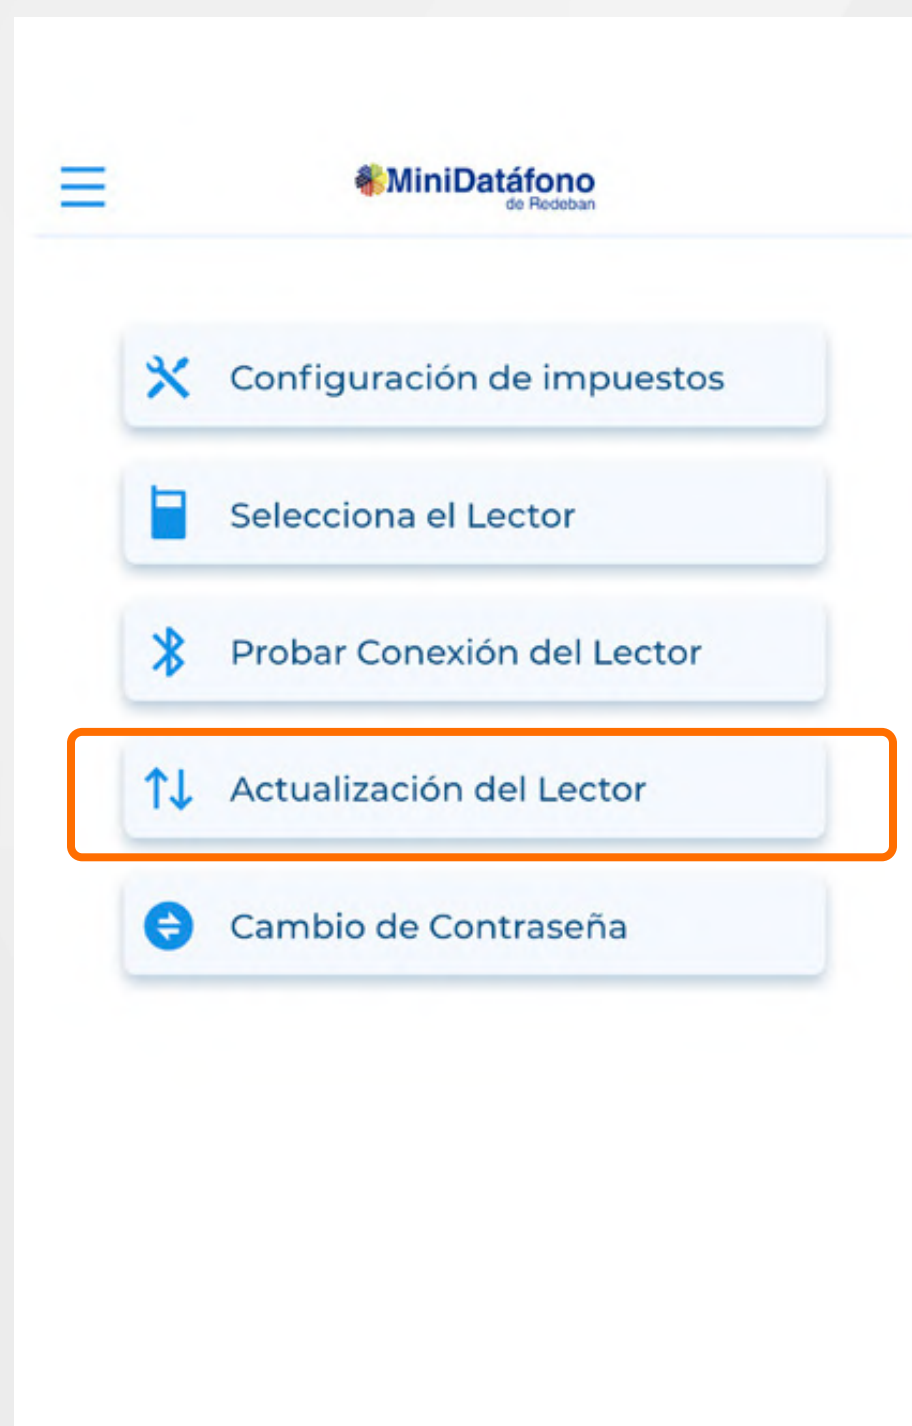 MiniDatáfono
de Redeban
Configuración de impuestos
Selecciona el Lector
Probar Conexión del Lector
Actualización del Lector
Cambio de Contraseña